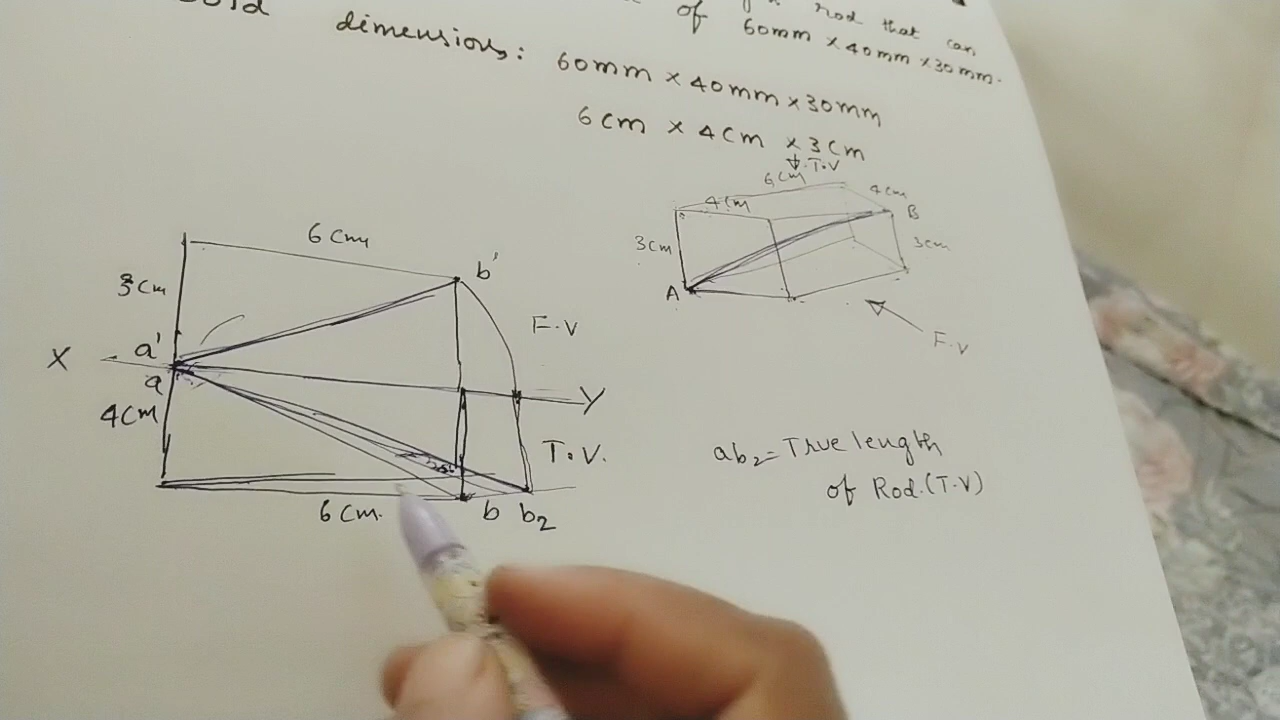 rod that can
of 60mm x 40mm x 30mm.
dimensions: 60mm x 40mm x 30mm
6cm x 4cm x 3cm
T.V
6cm
4cm
4cm
B
3cm
3cm
A
F.V
6cm
b'
3cm
F.V
X
a'
a
Y
4cm
T.V.
6cm.
b
b2
ab2 = True length
of Rod.(T.V)